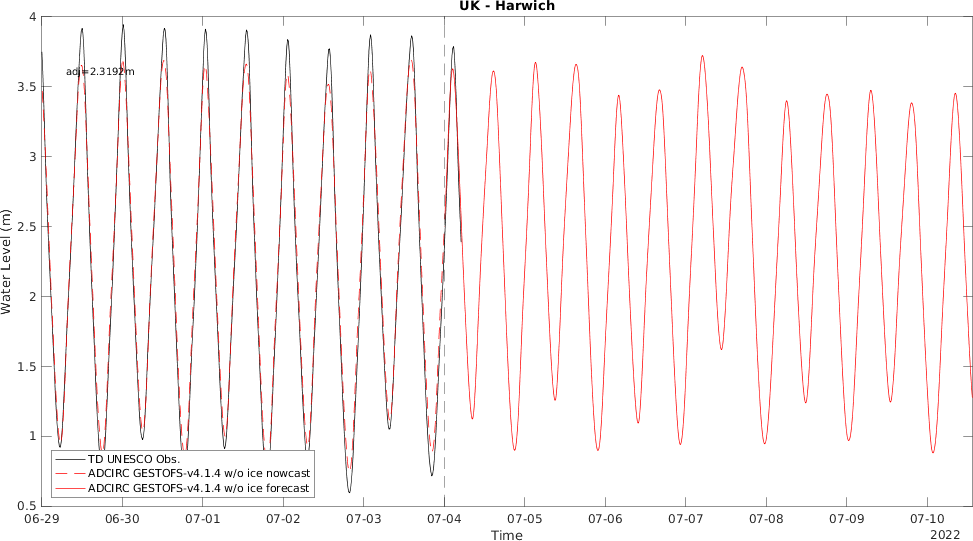 UK - Harwich
4
3.5
3
2.5
2
1.5
1
0.5
Water Level (m)
adj=2.3192m
TD UNESCO Obs.
ADCIRC GESTOFS-v4.1.4 w/o ice nowcast
ADCIRC GESTOFS-v4.1.4 w/o ice forecast
06-29 06-30 07-01 07-02 07-03 07-04 07-05 07-06 07-07 07-08 07-09 07-10
Time
2022